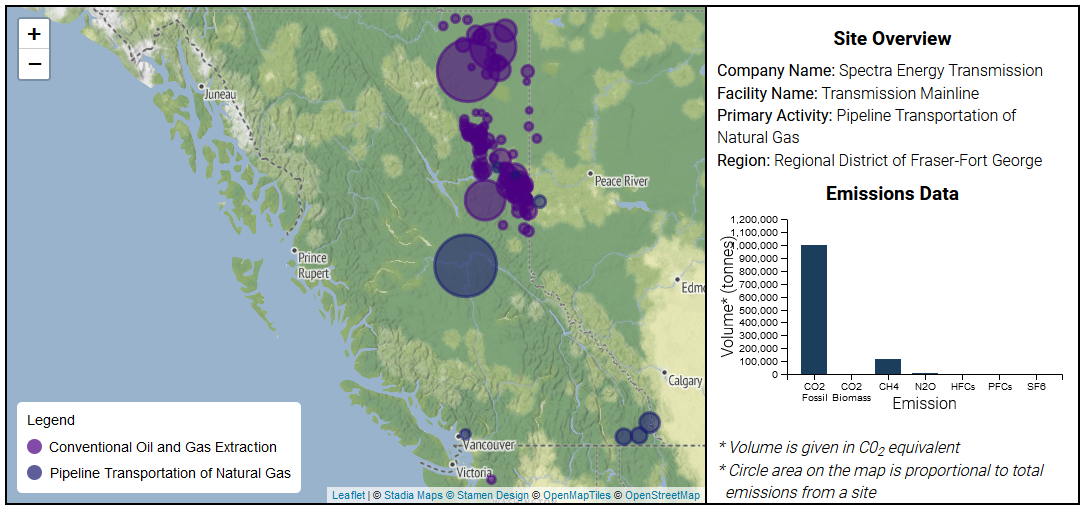 +
−
Juneau
Peace River
Prince
Rupert
Edmo
Calgary
Vancouver
Victoria
Legend
Conventional Oil and Gas Extraction
Pipeline Transportation of Natural Gas
Leaflet | © Stadia Maps © Stamen Design © OpenMapTiles © OpenStreetMap
Site Overview
Company Name: Spectra Energy Transmission
Facility Name: Transmission Mainline
Primary Activity: Pipeline Transportation of
Natural Gas
Region: Regional District of Fraser-Fort George
Emissions Data
Volume* (tonnes)
1,200,000
1,100,000
1,000,000
900,000
800,000
700,000
600,000
500,000
400,000
300,000
200,000
100,000
0
CO2 CO2 CH4 N2O HFCs PFCs SF6
Fossil Biomass
Emission
* Volume is given in CO2 equivalent
* Circle area on the map is proportional to total
emissions from a site